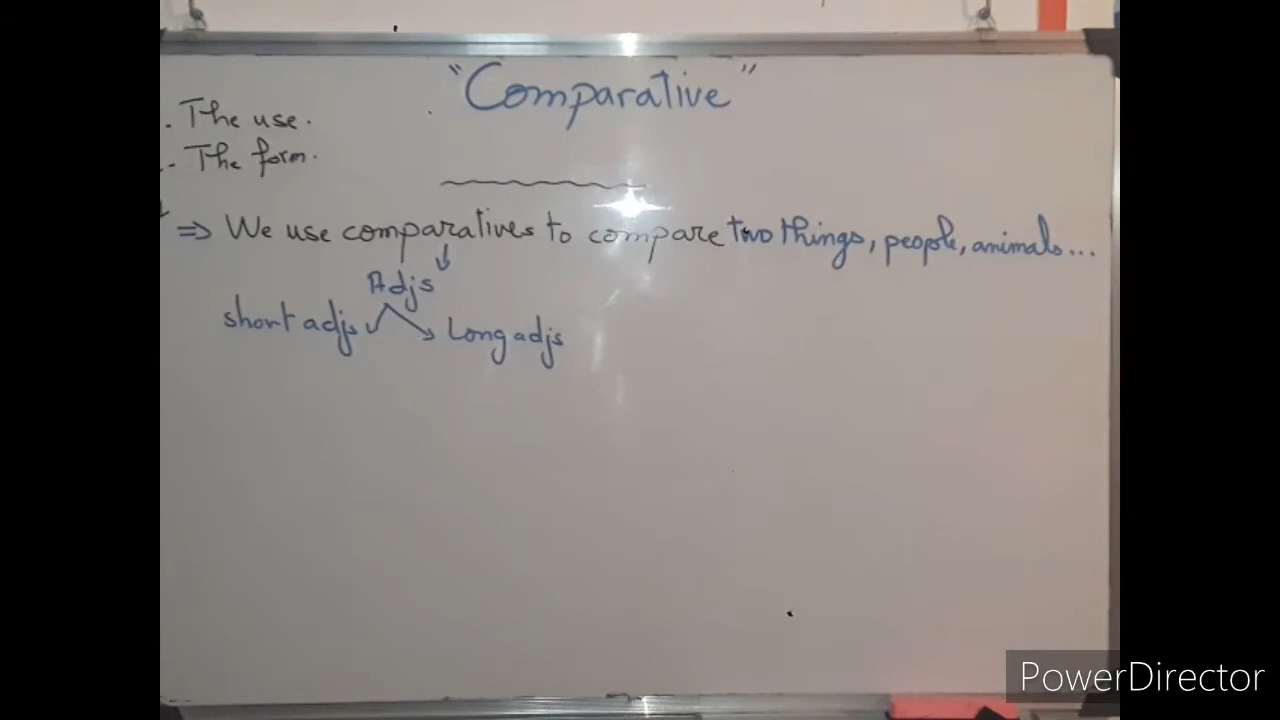 "Comparative"
. The use.
.- The form.
⇒ We use comparatives to compare two things, people, animals...
↓
Adjs
short adjs ↙ ↘ Long adjs
PowerDirector